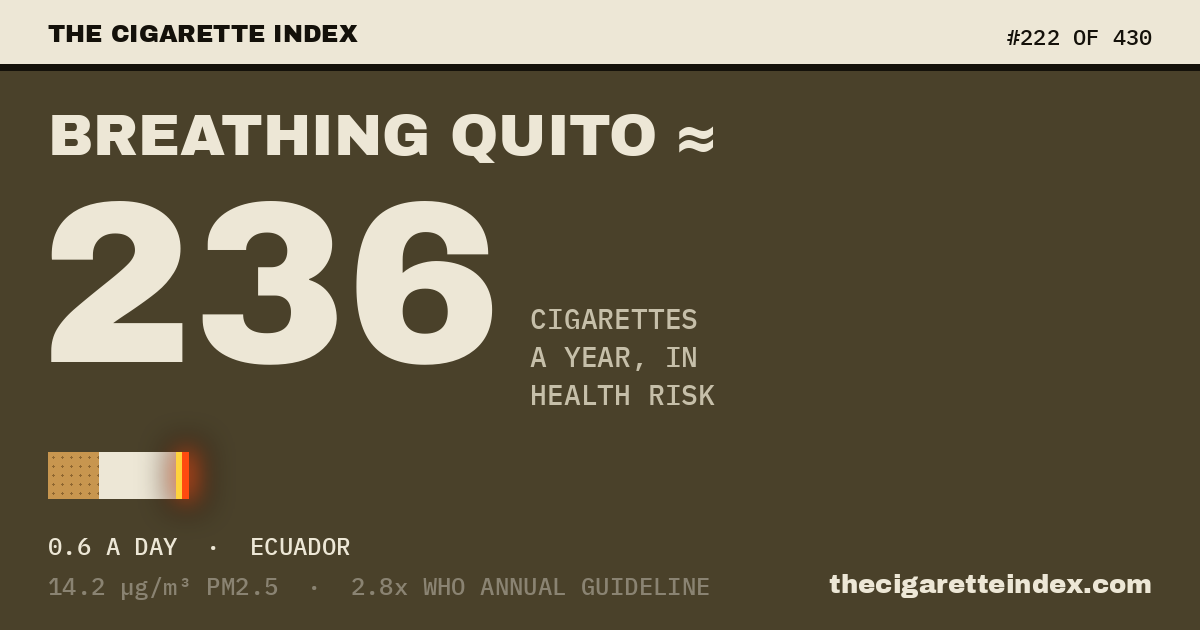 THE CIGARETTE INDEX
#222 OF 430
BREATHING QUITO ≈
236
CIGARETTES
A YEAR, IN
HEALTH RISK
0.6 A DAY · ECUADOR
14.2 µg/m³ PM2.5 · 2.8x WHO ANNUAL GUIDELINE
thecigaretteindex.com